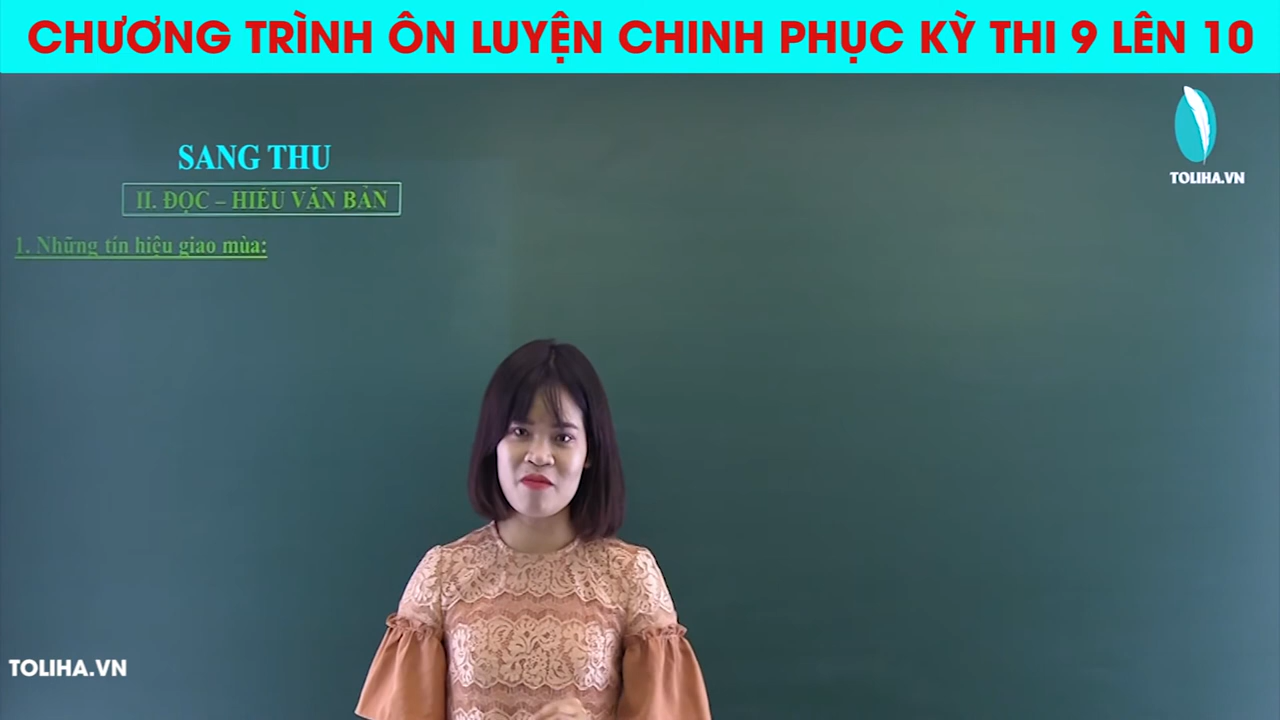 CHƯƠNG TRÌNH ÔN LUYỆN CHINH PHỤC KỲ THI 9 LÊN 10
SANG THU
II. ĐỌC – HIỂU VĂN BẢN
1. Những tín hiệu giao mùa:
TOLIHA.VN
TOLIHA.VN